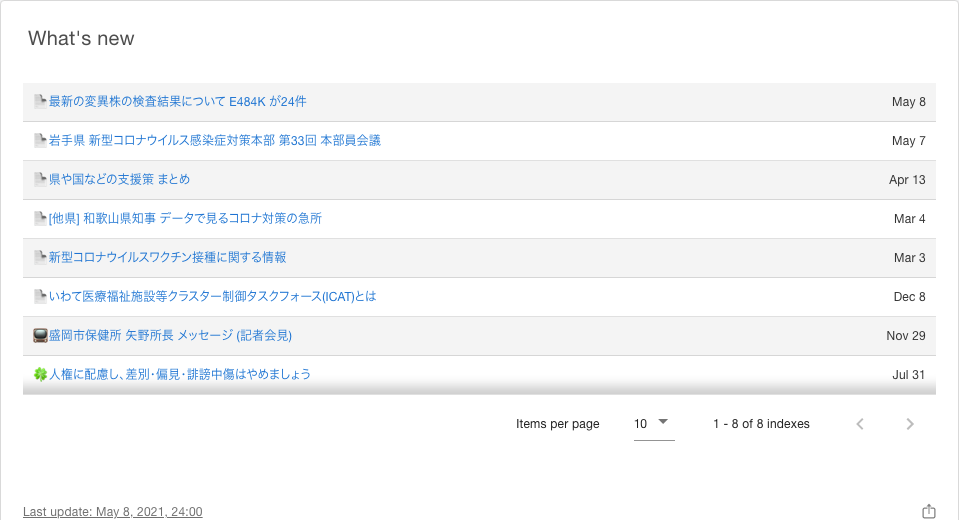 What's new
最新の変異株の検査結果について E484K が24件 May 8
岩手県 新型コロナウイルス感染症対策本部 第33回 本部員会議 May 7
県や国などの支援策 まとめ Apr 13
[他県] 和歌山県知事 データで見るコロナ対策の急所 Mar 4
新型コロナウイルスワクチン接種に関する情報 Mar 3
いわて医療福祉施設等クラスター制御タスクフォース(ICAT)とは Dec 8
盛岡市保健所 矢野所長 メッセージ (記者会見) Nov 29
人権に配慮し、差別・偏見・誹謗中傷はやめましょう Jul 31
Items per page 10 1 - 8 of 8 indexes
Last update: May 8, 2021, 24:00